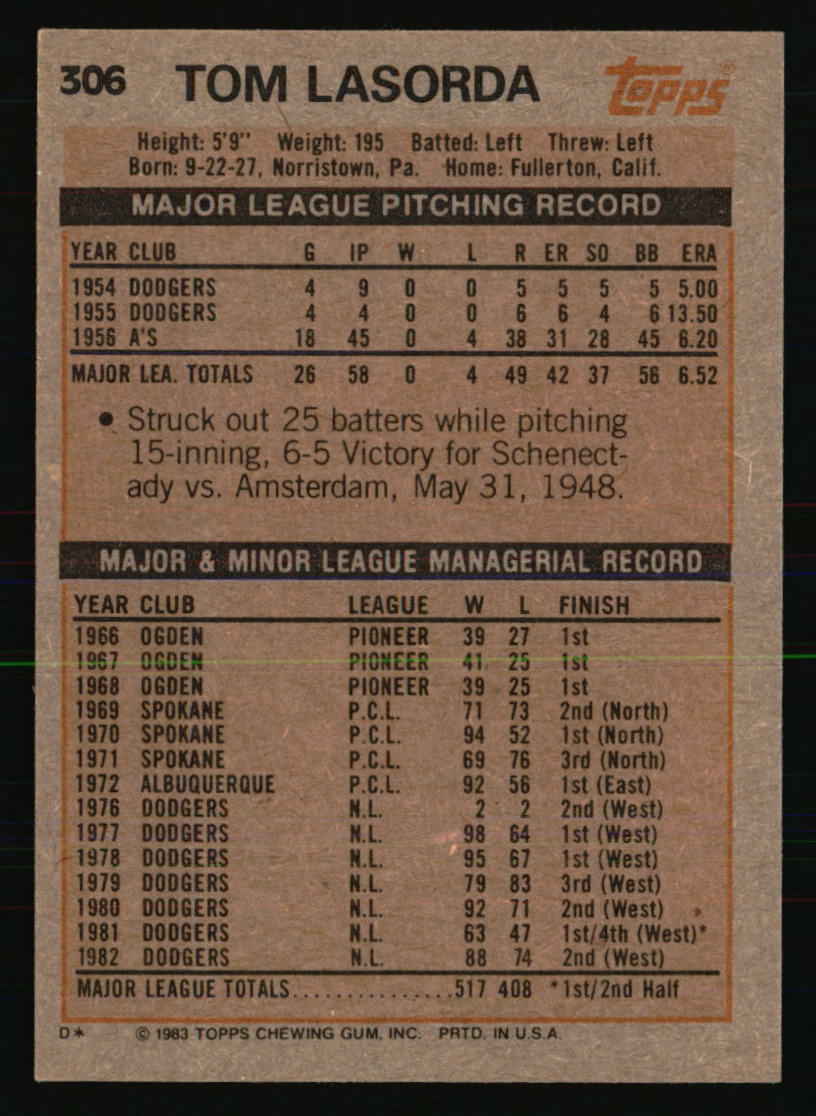 306 TOM LASORDA Topps
Height: 5'9" Weight: 195 Batted: Left Threw: Left
Born: 9-22-27, Norristown, Pa. Home: Fullerton, Calif.
MAJOR LEAGUE PITCHING RECORD
YEAR CLUB G IP W L R ER SO BB ERA
1954 DODGERS 4 9 0 0 5 5 5 5 5.00
1955 DODGERS 4 4 0 0 6 6 4 6 13.50
1956 A'S 18 45 0 4 38 31 28 45 6.20
MAJOR LEA. TOTALS 26 58 0 4 49 42 37 56 6.52
• Struck out 25 batters while pitching
15-inning, 6-5 Victory for Schenect-
ady vs. Amsterdam, May 31, 1948.
MAJOR & MINOR LEAGUE MANAGERIAL RECORD
YEAR CLUB LEAGUE W L FINISH
1966 OGDEN PIONEER 39 27 1st
1967 OGDEN PIONEER 41 25 1st
1968 OGDEN PIONEER 39 25 1st
1969 SPOKANE P.C.L. 71 73 2nd (North)
1970 SPOKANE P.C.L. 94 52 1st (North)
1971 SPOKANE P.C.L. 69 76 3rd (North)
1972 ALBUQUERQUE P.C.L. 92 56 1st (East)
1976 DODGERS N.L. 2 2 2nd (West)
1977 DODGERS N.L. 98 64 1st (West)
1978 DODGERS N.L. 95 67 1st (West)
1979 DODGERS N.L. 79 83 3rd (West)
1980 DODGERS N.L. 92 71 2nd (West)
1981 DODGERS N.L. 63 47 1st/4th (West)*
1982 DODGERS N.L. 88 74 2nd (West)
MAJOR LEAGUE TOTALS...............517 408 *1st/2nd Half
D* © 1983 TOPPS CHEWING GUM, INC. PRTD. IN U.S.A.